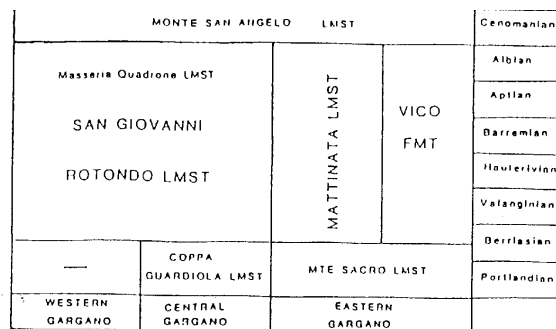 MONTE SAN ANGELO LMST
Cenomanian
Albian
Masseria Quadrone LMST
Aptian
SAN GIOVANNI
ROTONDO LMST
MATTINATA LMST
VICO
FMT
Barremian
Hauterivian
Valanginian
Berriasian
COPPA
GUARDIOLA LMST
MTE SACRO LMST
Portlandian
WESTERN
GARGANO
CENTRAL
GARGANO
EASTERN
GARGANO